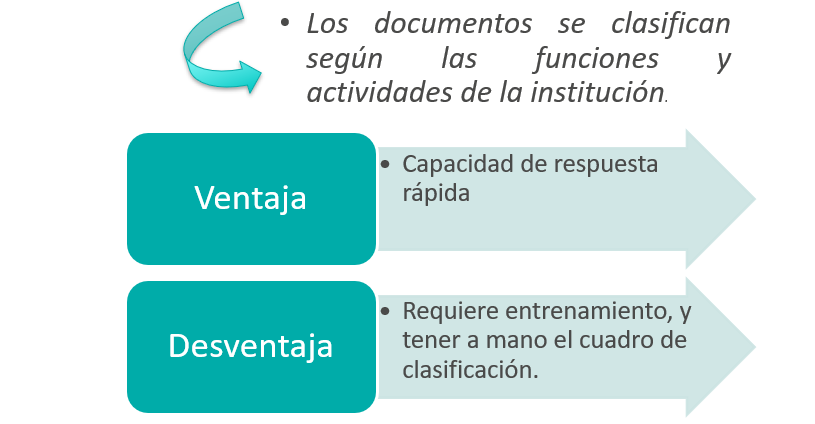 • Los documentos se clasifican
según las funciones y
actividades de la institución.
Ventaja
• Capacidad de respuesta
rápida
Desventaja
• Requiere entrenamiento, y
tener a mano el cuadro de
clasificación.